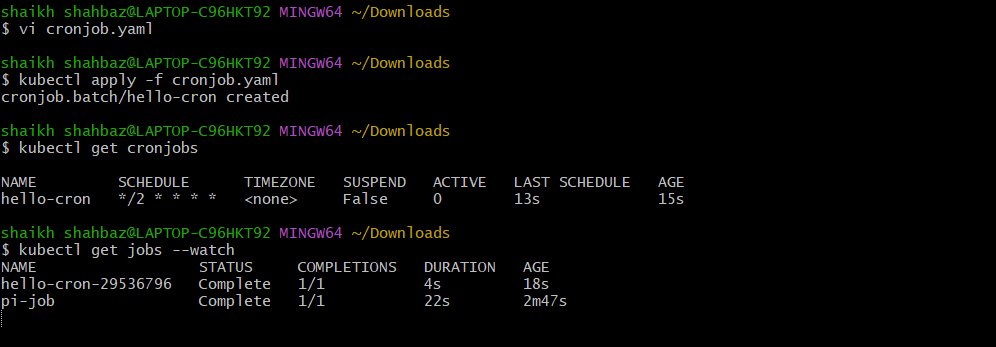 shaikh shahbaz@LAPTOP-C96HKT92 MINGW64 ~/Downloads
$ vi cronjob.yaml
shaikh shahbaz@LAPTOP-C96HKT92 MINGW64 ~/Downloads
$ kubectl apply -f cronjob.yaml
cronjob.batch/hello-cron created
shaikh shahbaz@LAPTOP-C96HKT92 MINGW64 ~/Downloads
$ kubectl get cronjobs
NAME SCHEDULE TIMEZONE SUSPEND ACTIVE LAST SCHEDULE AGE
hello-cron */2 * * * * <none> False 0 13s 15s
shaikh shahbaz@LAPTOP-C96HKT92 MINGW64 ~/Downloads
$ kubectl get jobs --watch
NAME STATUS COMPLETIONS DURATION AGE
hello-cron-29536796 Complete 1/1 4s 18s
pi-job Complete 1/1 22s 2m47s